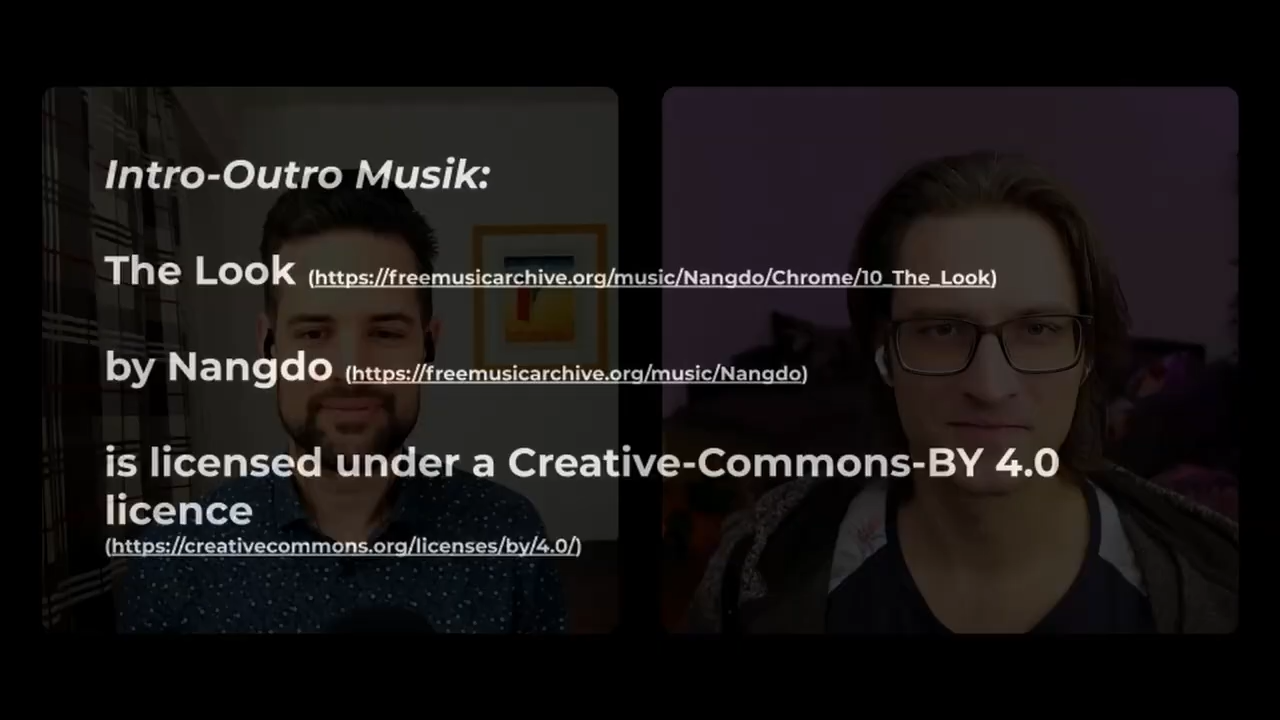 Intro-Outro Musik:
The Look (https://freemusicarchive.org/music/Nangdo/Chrome/10_The_Look)
by Nangdo (https://freemusicarchive.org/music/Nangdo)
is licensed under a Creative-Commons-BY 4.0
licence
(https://creativecommons.org/licenses/by/4.0/)